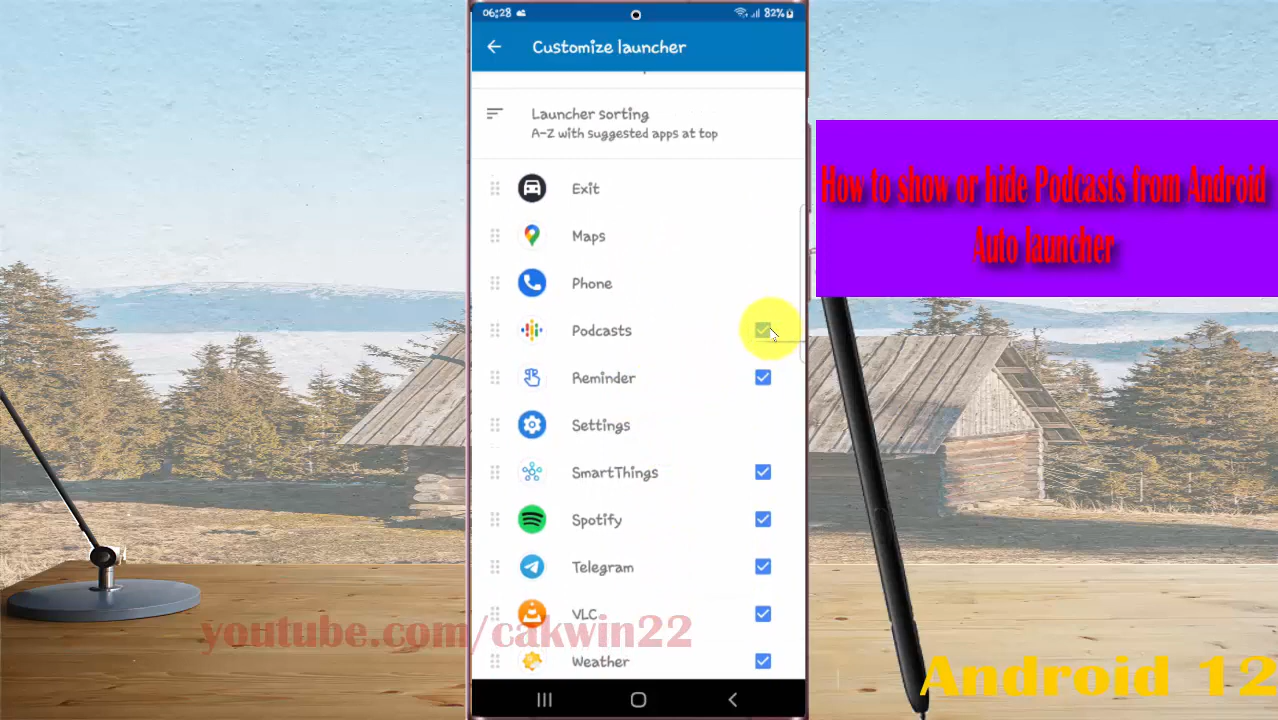 06:28
82%
Customize launcher
Launcher sorting
A-Z with suggested apps at top
Exit
Maps
Phone
Podcasts
Reminder
Settings
SmartThings
Spotify
Telegram
VLC
Weather
How to show or hide Podcasts from Android
Auto launcher
youtube.com/cakwin22
Android 12